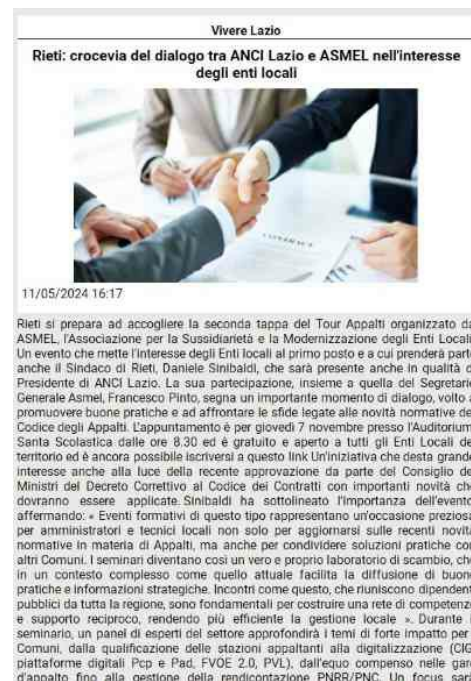 Vivere Lazio
Rieti: crocevia del dialogo tra ANCI Lazio e ASMEL nell'interesse
degli enti locali
CONTRACT
11/05/2024 16:17
Rieti si prepara ad accogliere la seconda tappa del Tour Appalti organizzato da
ASMEL, l'Associazione per la Sussidiarietà e la Modernizzazione degli Enti Locali.
Un evento che mette l'interesse degli Enti locali al primo posto e a cui prenderà parte
anche il Sindaco di Rieti, Daniele Sinibaldi, che sarà presente anche in qualità d
Presidente di ANCI Lazio. La sua partecipazione, insieme a quella del Segretari
Generale Asmel, Francesco Pinto, segna un importante momento di dialogo, volto a
promuovere buone pratiche e ad affrontare le sfide legate alle novità normative de
Codice degli Appalti. L'appuntamento è per giovedì 7 novembre presso l'Auditorium
Santa Scolastica dalle ore 8.30 ed è gratuito e aperto a tutti gli Enti Locali de
territorio ed è ancora possibile iscriversi a questo link Un'iniziativa che desta grande
interesse anche alla luce della recente approvazione da parte del Consiglio de
Ministri del Decreto Correttivo al Codice dei Contratti con importanti novità che
dovranno essere applicate. Sinibaldi ha sottolineato l'importanza dell'evento
affermando: « Eventi formativi di questo tipo rappresentano un'occasione preziosa
per amministratori e tecnici locali non solo per aggiornarsi sulle recenti novità
normative in materia di Appalti, ma anche per condividere soluzioni pratiche con
altri Comuni. I seminari diventano così un vero e proprio laboratorio di scambio, che
in un contesto complesso come quello attuale facilita la diffusione di buone
pratiche e informazioni strategiche. Incontri come questo, che riuniscono dipendenti
pubblici da tutta la regione, sono fondamentali per costruire una rete di competenze
e supporto reciproco, rendendo più efficiente la gestione locale ». Durante i
seminario, un panel di esperti del settore approfondirà i temi di forte impatto per i
Comuni, dalla qualificazione delle stazioni appaltanti alla digitalizzazione (CIG,
piattaforme digitali Pcp e Pad, FVOE 2.0, PVL), dall'equo compenso nelle gare
d'appalto fino alla gestione della rendicontazione PNRR/PNC. Un focus sarà